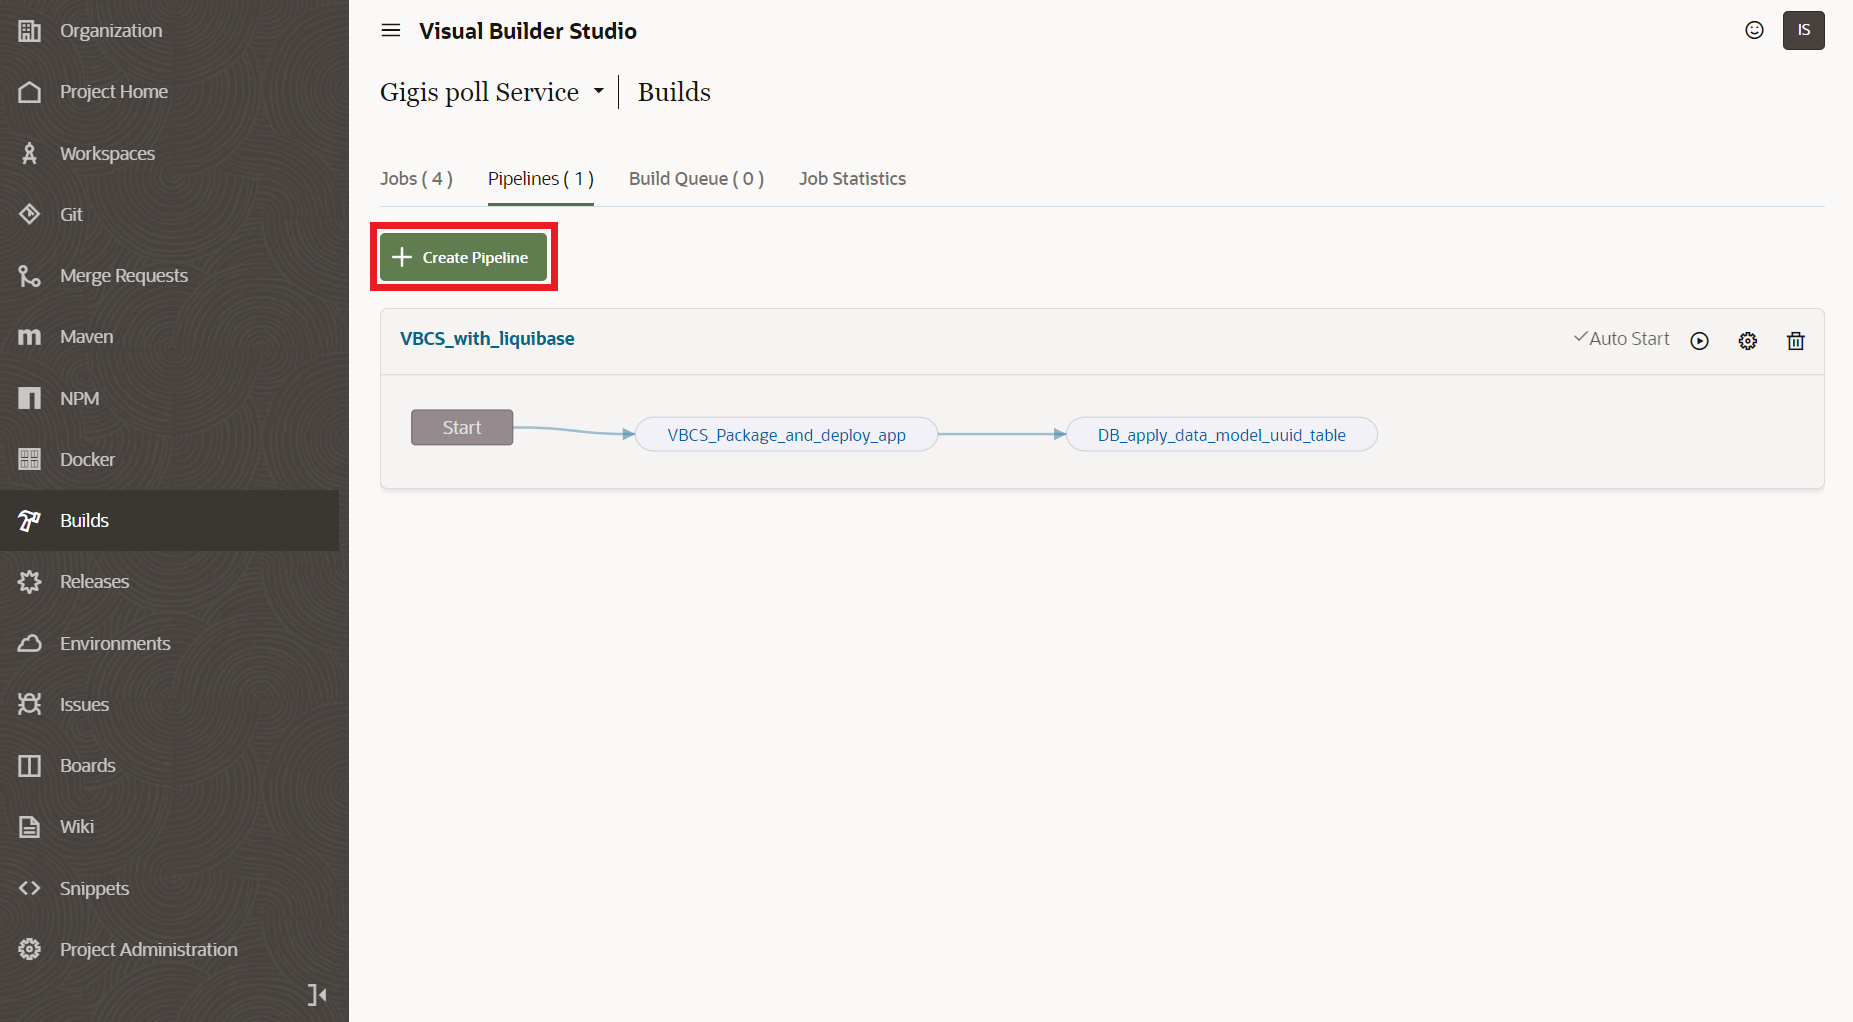 Organization
Project Home
Workspaces
Git
Merge Requests
Maven
NPM
Docker
Builds
Releases
Environments
Issues
Boards
Wiki
Snippets
Project Administration
Visual Builder Studio
IS
Gigis poll Service
Builds
Jobs ( 4 ) Pipelines ( 1 ) Build Queue ( 0 ) Job Statistics
Create Pipeline
VBCS_with_liquibase
Auto Start
Start
VBCS_Package_and_deploy_app
DB_apply_data_model_uuid_table